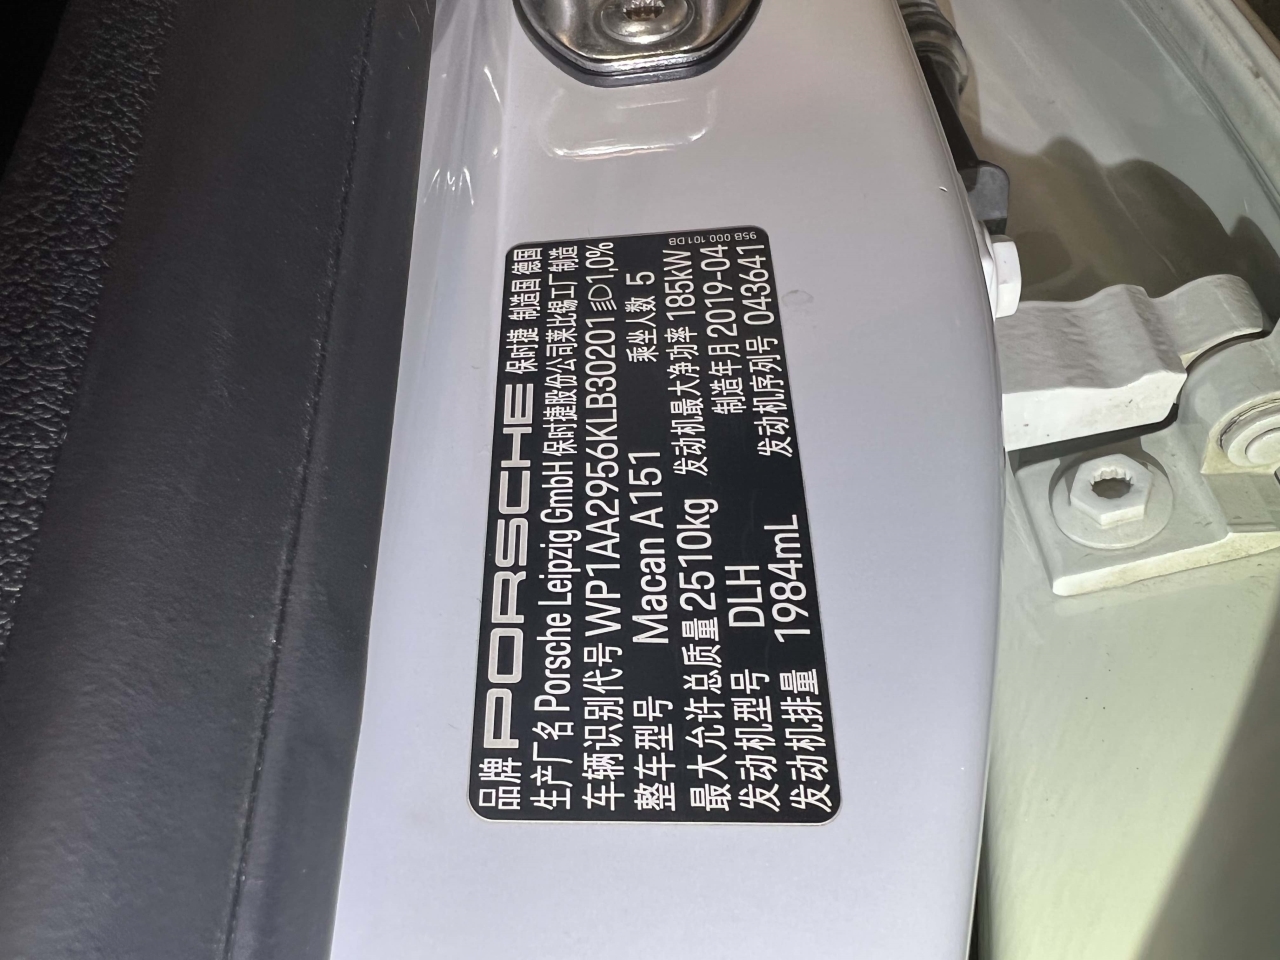 品牌 PORSCHE 保时捷 制造国 德国
生产厂名 Porsche Leipzig GmbH 保时捷股份公司莱比锡工厂制造
车辆识别代号 WP1AA2956KLB30201 1,0%
整车型号 Macan A151 乘坐人数 5
最大允许总质量 2510kg 发动机最大净功率 185kW
发动机型号 DLH 制造年月 2019-04
发动机排量 1984mL 发动机序列号 043641
95B 000 101 DB